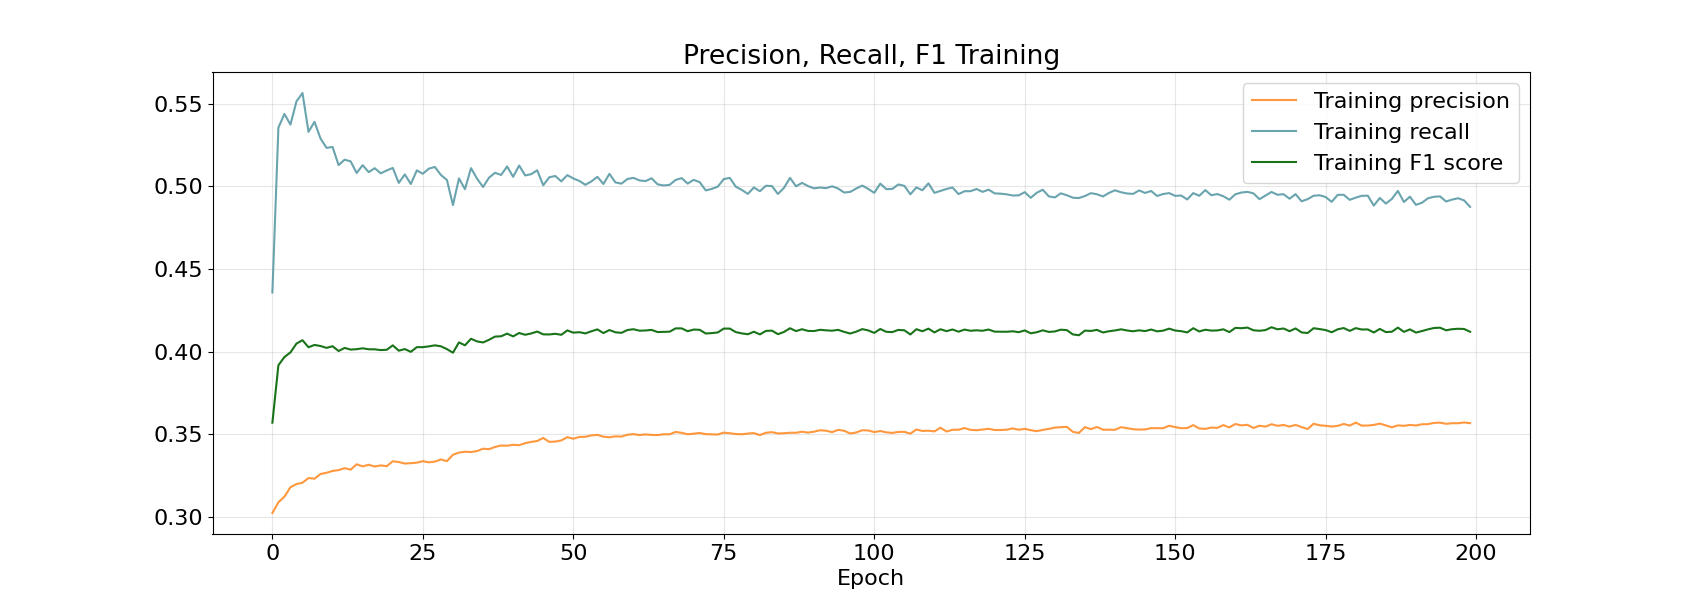 Precision, Recall, F1 Training
Training precision
Training recall
Training F1 score
0.55
0.50
0.45
0.40
0.35
0.30
0 25 50 75 100 125 150 175 200
Epoch